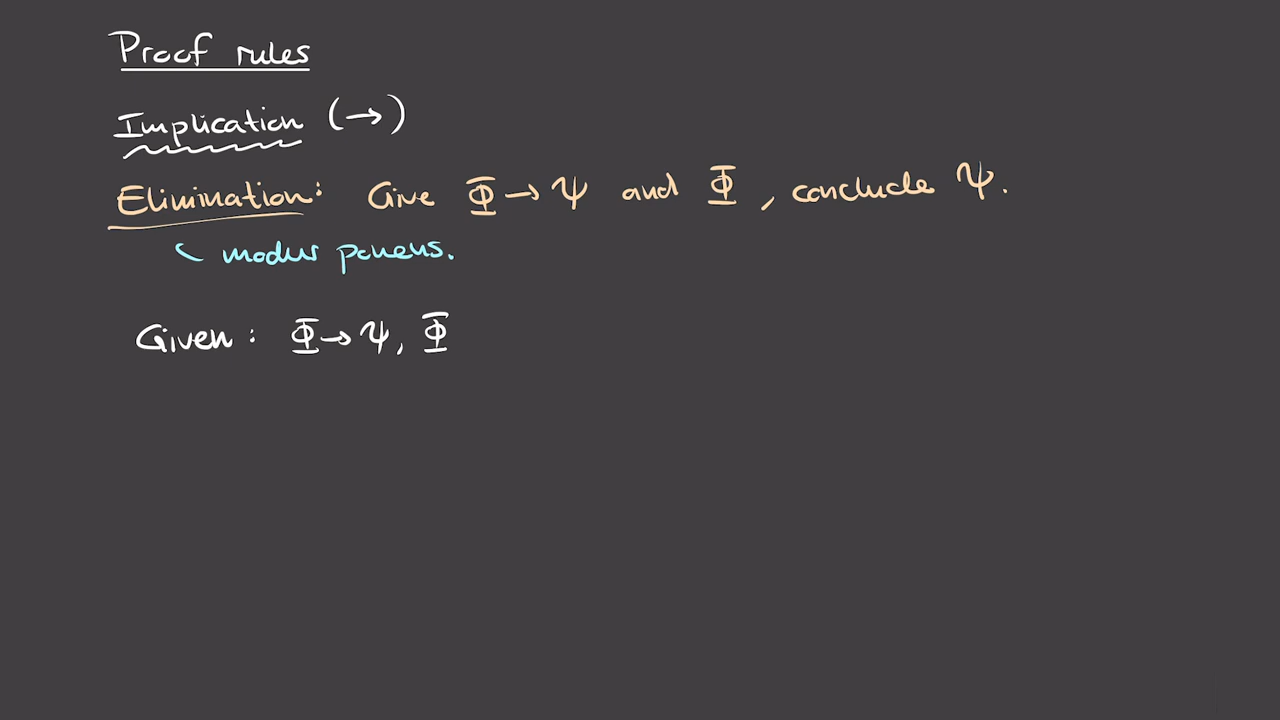 Proof rules
Implication (→)
Elimination: Give Φ → Ψ and Φ, conclude Ψ.
modus ponens.
Given: Φ → Ψ, Φ